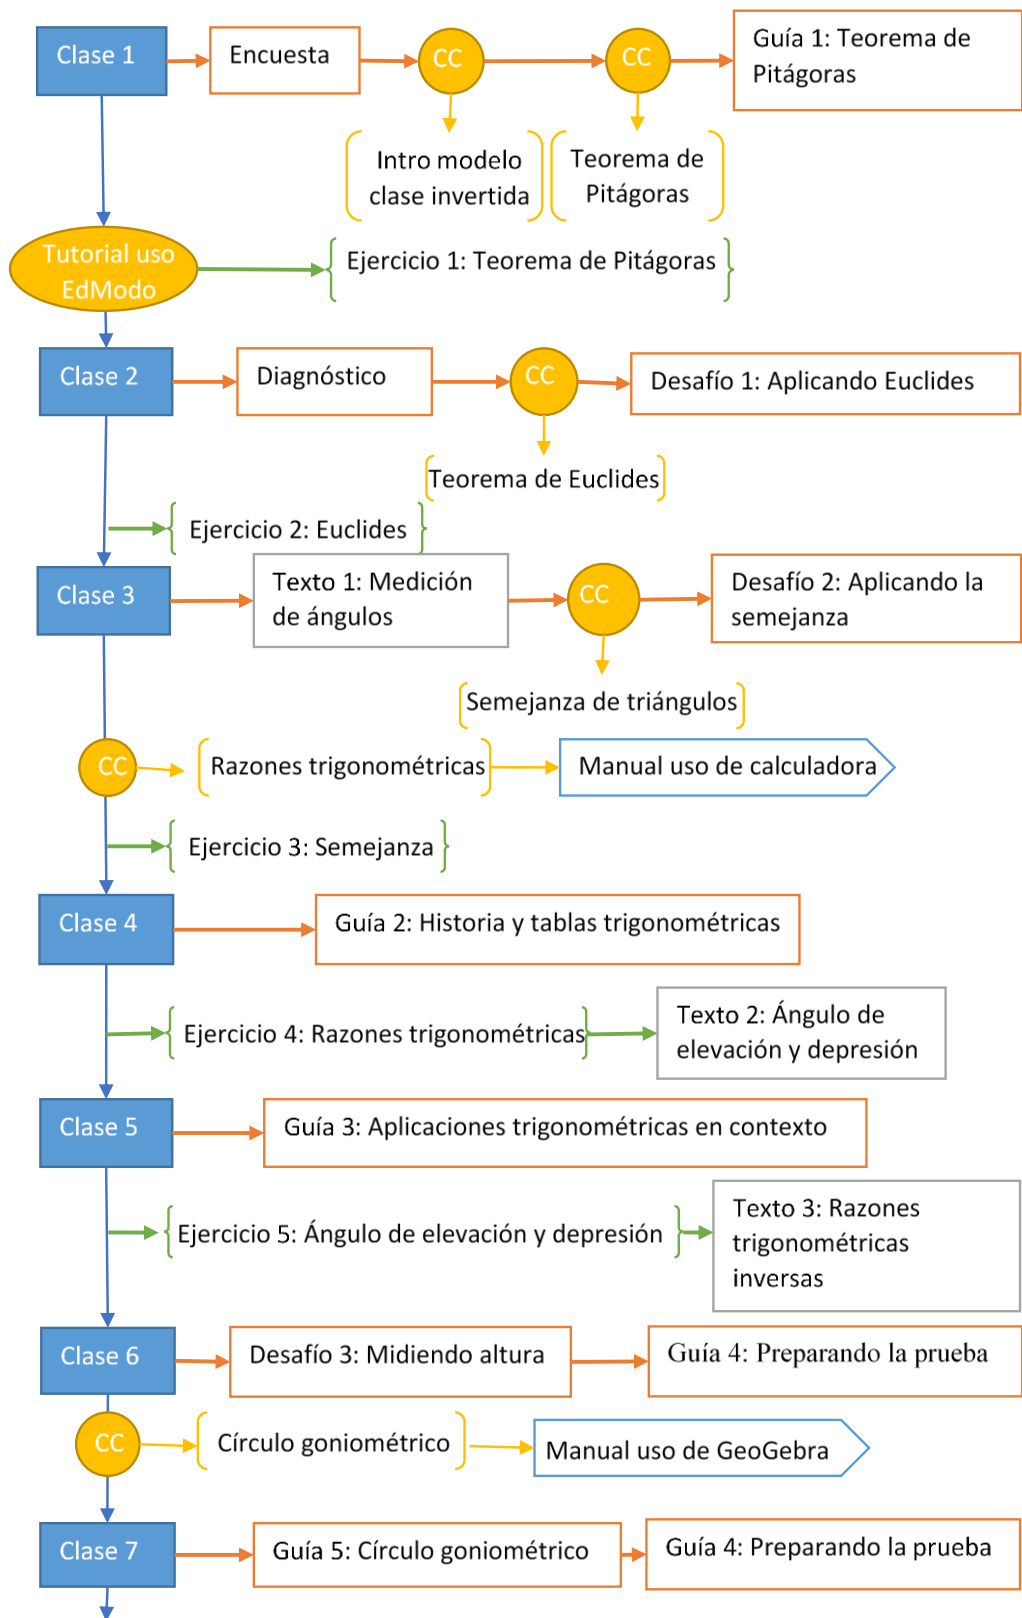 Clase 1
Encuesta
CC
CC
Guía 1: Teorema de
Pitágoras
Intro modelo
clase invertida
Teorema de
Pitágoras
Tutorial uso
EdModo
Ejercicio 1: Teorema de Pitágoras
Clase 2
Diagnóstico
CC
Desafío 1: Aplicando Euclides
Teorema de Euclides
Ejercicio 2: Euclides
Clase 3
Texto 1: Medición
de ángulos
CC
Desafío 2: Aplicando la
semejanza
Semejanza de triángulos
CC
Razones trigonométricas
Manual uso de calculadora
Ejercicio 3: Semejanza
Clase 4
Guía 2: Historia y tablas trigonométricas
Ejercicio 4: Razones trigonométricas
Texto 2: Ángulo de
elevación y depresión
Clase 5
Guía 3: Aplicaciones trigonométricas en contexto
Ejercicio 5: Ángulo de elevación y depresión
Texto 3: Razones
trigonométricas
inversas
Clase 6
Desafío 3: Midiendo altura
Guía 4: Preparando la prueba
CC
Círculo goniométrico
Manual uso de GeoGebra
Clase 7
Guía 5: Círculo goniométrico
Guía 4: Preparando la prueba